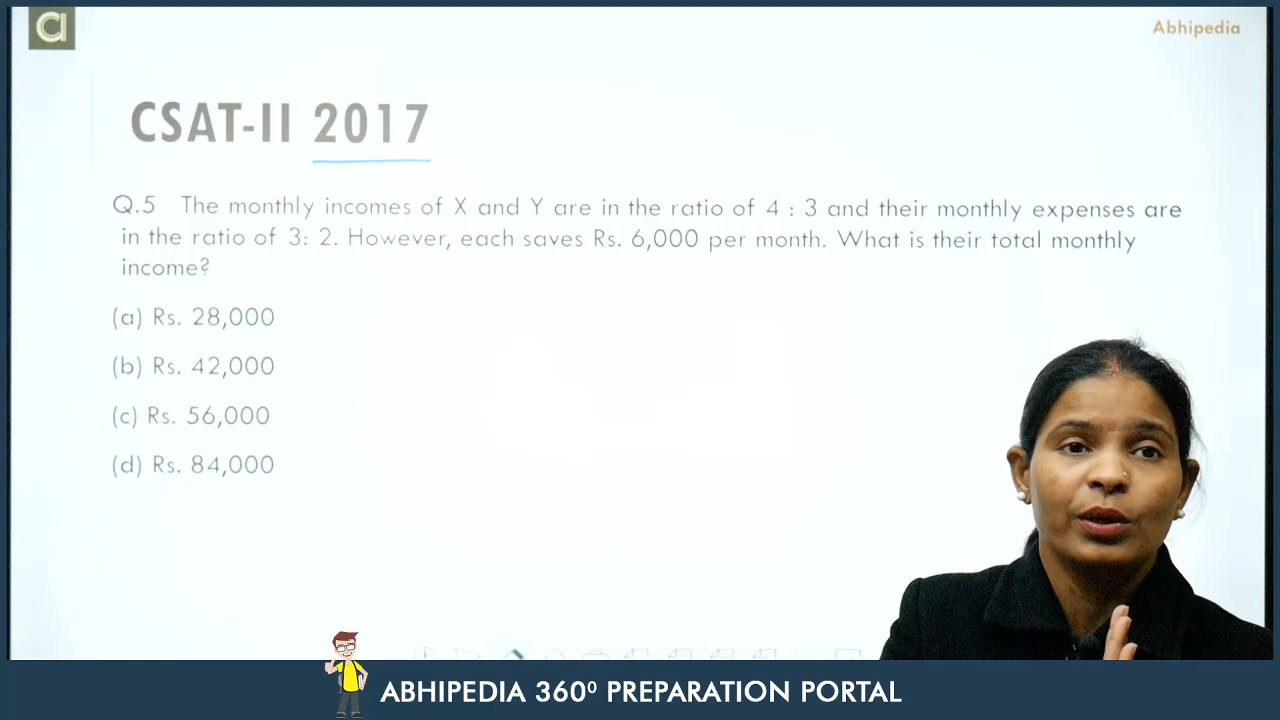 a
Abhipedia
CSAT-II 2017
Q.5 The monthly incomes of X and Y are in the ratio of 4 : 3 and their monthly expenses are
in the ratio of 3: 2. However, each saves Rs. 6,000 per month. What is their total monthly
income?
(a) Rs. 28,000
(b) Rs. 42,000
(c) Rs. 56,000
(d) Rs. 84,000
ABHIPEDIA 360⁰ PREPARATION PORTAL